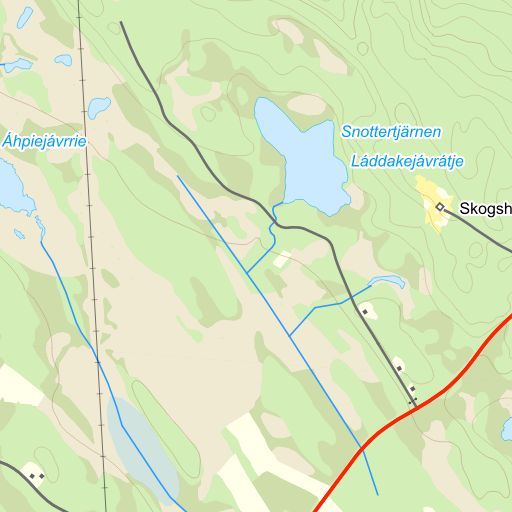 Snottertjärnen
Áhpiejávrrie
Láddakejávrátje
Skogsh